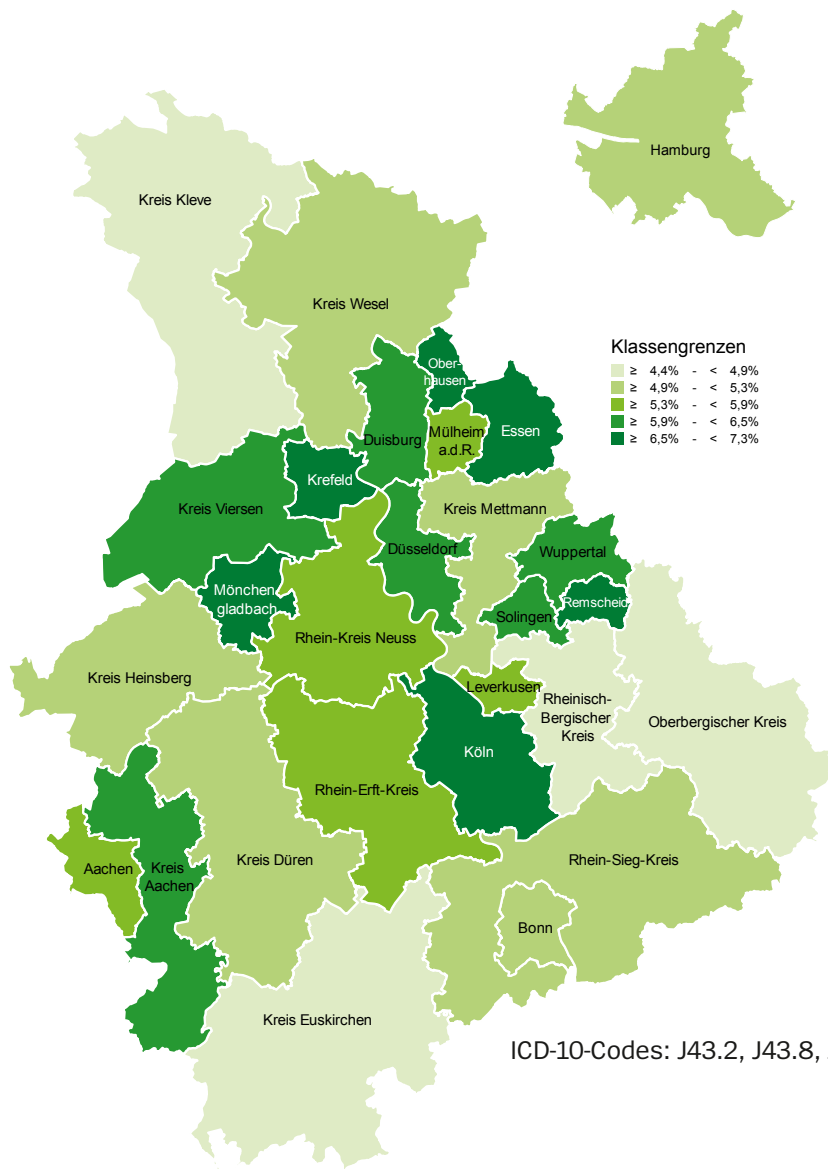 Hamburg
Kreis Kleve
Kreis Wesel
Klassengrenzen
≥ 4,4% - < 4,9%
≥ 4,9% - < 5,3%
≥ 5,3% - < 5,9%
≥ 5,9% - < 6,5%
≥ 6,5% - < 7,3%
Ober-
hausen
Duisburg
Mülheim
a.d.R.
Essen
Krefeld
Kreis Viersen
Kreis Mettmann
Düsseldorf
Wuppertal
Mönchen
gladbach
Solingen
Remscheid
Rhein-Kreis Neuss
Kreis Heinsberg
Leverkusen
Rheinisch-
Bergischer
Kreis
Oberbergischer Kreis
Köln
Rhein-Erft-Kreis
Aachen
Kreis
Aachen
Kreis Düren
Rhein-Sieg-Kreis
Bonn
Kreis Euskirchen
ICD-10-Codes: J43.2, J43.8,